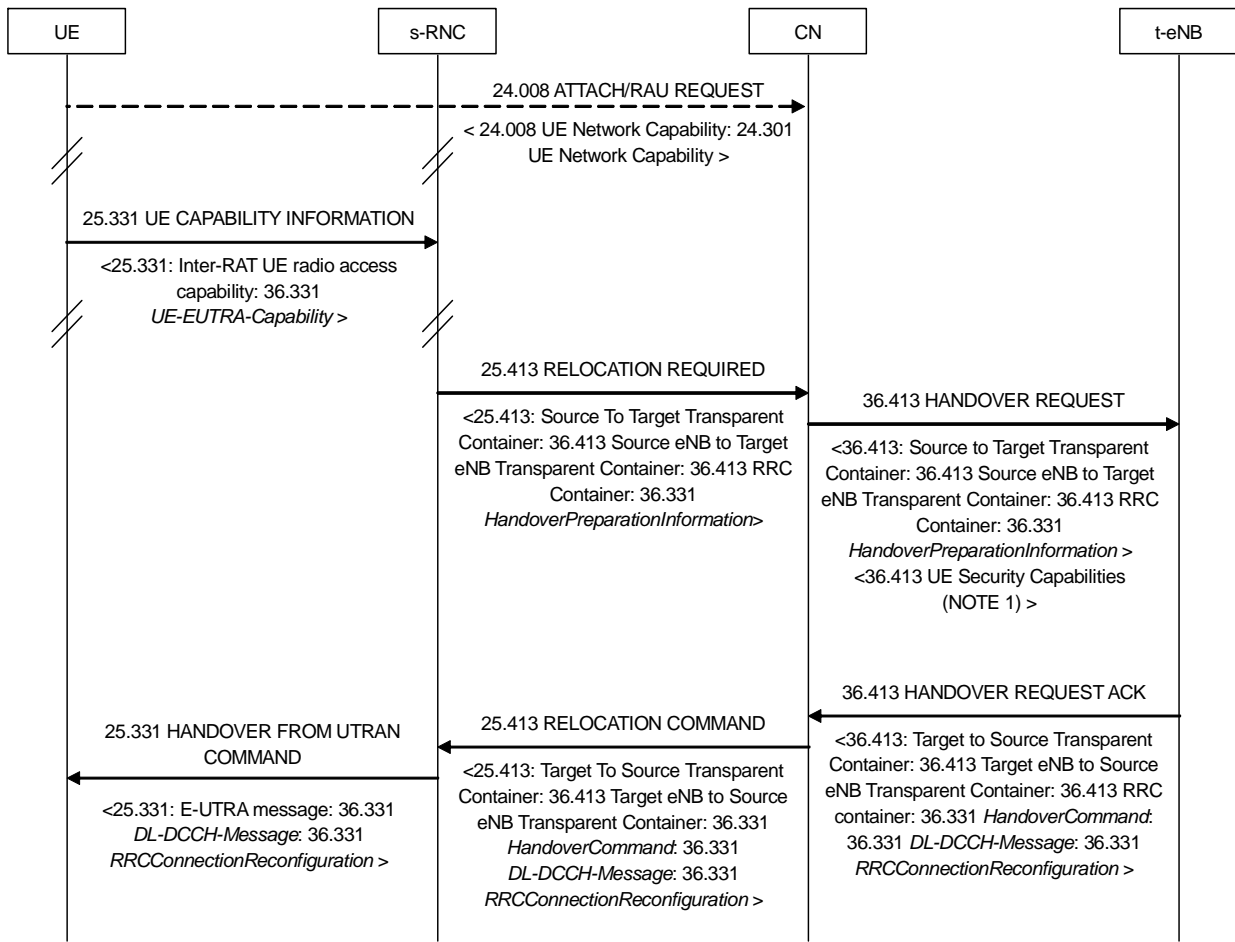 UE
s-RNC
CN
t-eNB
24.008 ATTACH/RAU REQUEST
< 24.008 UE Network Capability: 24.301
UE Network Capability >
25.331 UE CAPABILITY INFORMATION
<25.331: Inter-RAT UE radio access
capability: 36.331
UE-EUTRA-Capability >
25.413 RELOCATION REQUIRED
<25.413: Source To Target Transparent
Container: 36.413 Source eNB to Target
eNB Transparent Container: 36.413 RRC
Container: 36.331
HandoverPreparationInformation>
36.413 HANDOVER REQUEST
<36.413: Source to Target Transparent
Container: 36.413 Source eNB to Target
eNB Transparent Container: 36.413 RRC
Container: 36.331
HandoverPreparationInformation >
<36.413 UE Security Capabilities
(NOTE 1) >
36.413 HANDOVER REQUEST ACK
<36.413: Target to Source Transparent
Container: 36.413 Target eNB to Source
eNB Transparent Container: 36.413 RRC
container: 36.331 HandoverCommand:
36.331 DL-DCCH-Message: 36.331
RRCConnectionReconfiguration >
25.413 RELOCATION COMMAND
<25.413: Target To Source Transparent
Container: 36.413 Target eNB to Source
eNB Transparent Container: 36.331
HandoverCommand: 36.331
DL-DCCH-Message: 36.331
RRCConnectionReconfiguration >
25.331 HANDOVER FROM UTRAN
COMMAND
<25.331: E-UTRA message: 36.331
DL-DCCH-Message: 36.331
RRCConnectionReconfiguration >